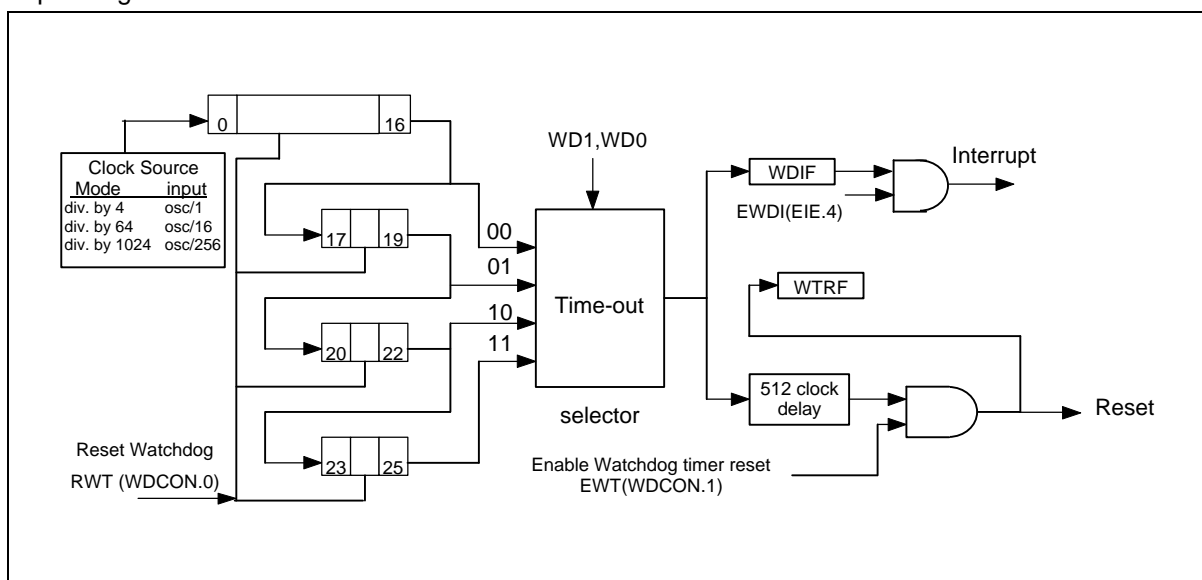 0 16
Clock Source
Mode input
div. by 4 osc/1
div. by 64 osc/16
div. by 1024 osc/256
17 19
20 22
23 25
Reset Watchdog
RWT (WDCON.0)
WD1,WD0
00
01
10
11
Time-out
selector
WDIF
EWDI(EIE.4)
Interrupt
WTRF
512 clock
delay
Reset
Enable Watchdog timer reset
EWT(WDCON.1)